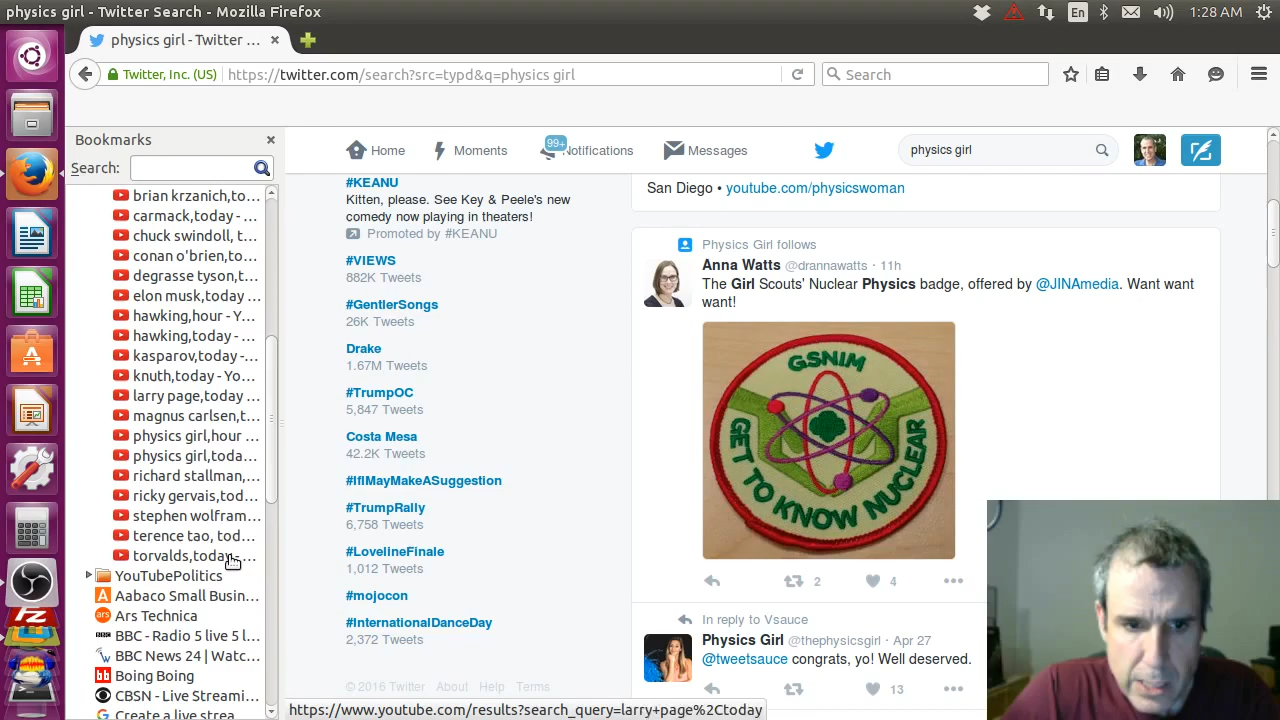 physics girl - Twitter Search - Mozilla Firefox
En
1:28 AM
physics girl - Twitter ...
Twitter, Inc. (US)
https://twitter.com/search?src=typd&q=physics girl
Search
Bookmarks
Search:
brian krzanich,to...
carmack,today - ...
chuck swindoll, t...
conan o'brien,to...
degrasse tyson,t...
elon musk,today ...
hawking,hour - Y...
hawking,today - ...
kasparov,today -...
knuth,today - Yo...
larry page,today ...
magnus carlsen,t...
physics girl,hour ...
physics girl,toda...
richard stallman,...
ricky gervais,tod...
stephen wolfram...
terence tao, tod...
torvalds,today ...
YouTubePolitics
Aabaco Small Busin...
Ars Technica
BBC - Radio 5 live 5 l...
BBC News 24 | Watc...
Boing Boing
CBSN - Live Streami...
Create a live strea
Home
Moments
99+
Notifications
Messages
physics girl
#KEANU
Kitten, please. See Key & Peele's new
comedy now playing in theaters!
Promoted by #KEANU
#VIEWS
882K Tweets
#GentlerSongs
26K Tweets
Drake
1.67M Tweets
#TrumpOC
5,847 Tweets
Costa Mesa
42.2K Tweets
#IfIMayMakeASuggestion
#TrumpRally
6,758 Tweets
#LovelineFinale
1,012 Tweets
#mojocon
#InternationalDanceDay
2,372 Tweets
© 2016 Twitter About Help Terms
San Diego • youtube.com/physicswoman
Physics Girl follows
Anna Watts @drannawatts · 11h
The Girl Scouts' Nuclear Physics badge, offered by @JINAmedia. Want want
want!
GSNIM
GET TO KNOW NUCLEAR
2
4
In reply to Vsauce
Physics Girl @thephysicsgirl · Apr 27
@tweetsauce congrats, yo! Well deserved.
13
https://www.youtube.com/results?search_query=larry+page%2Ctoday